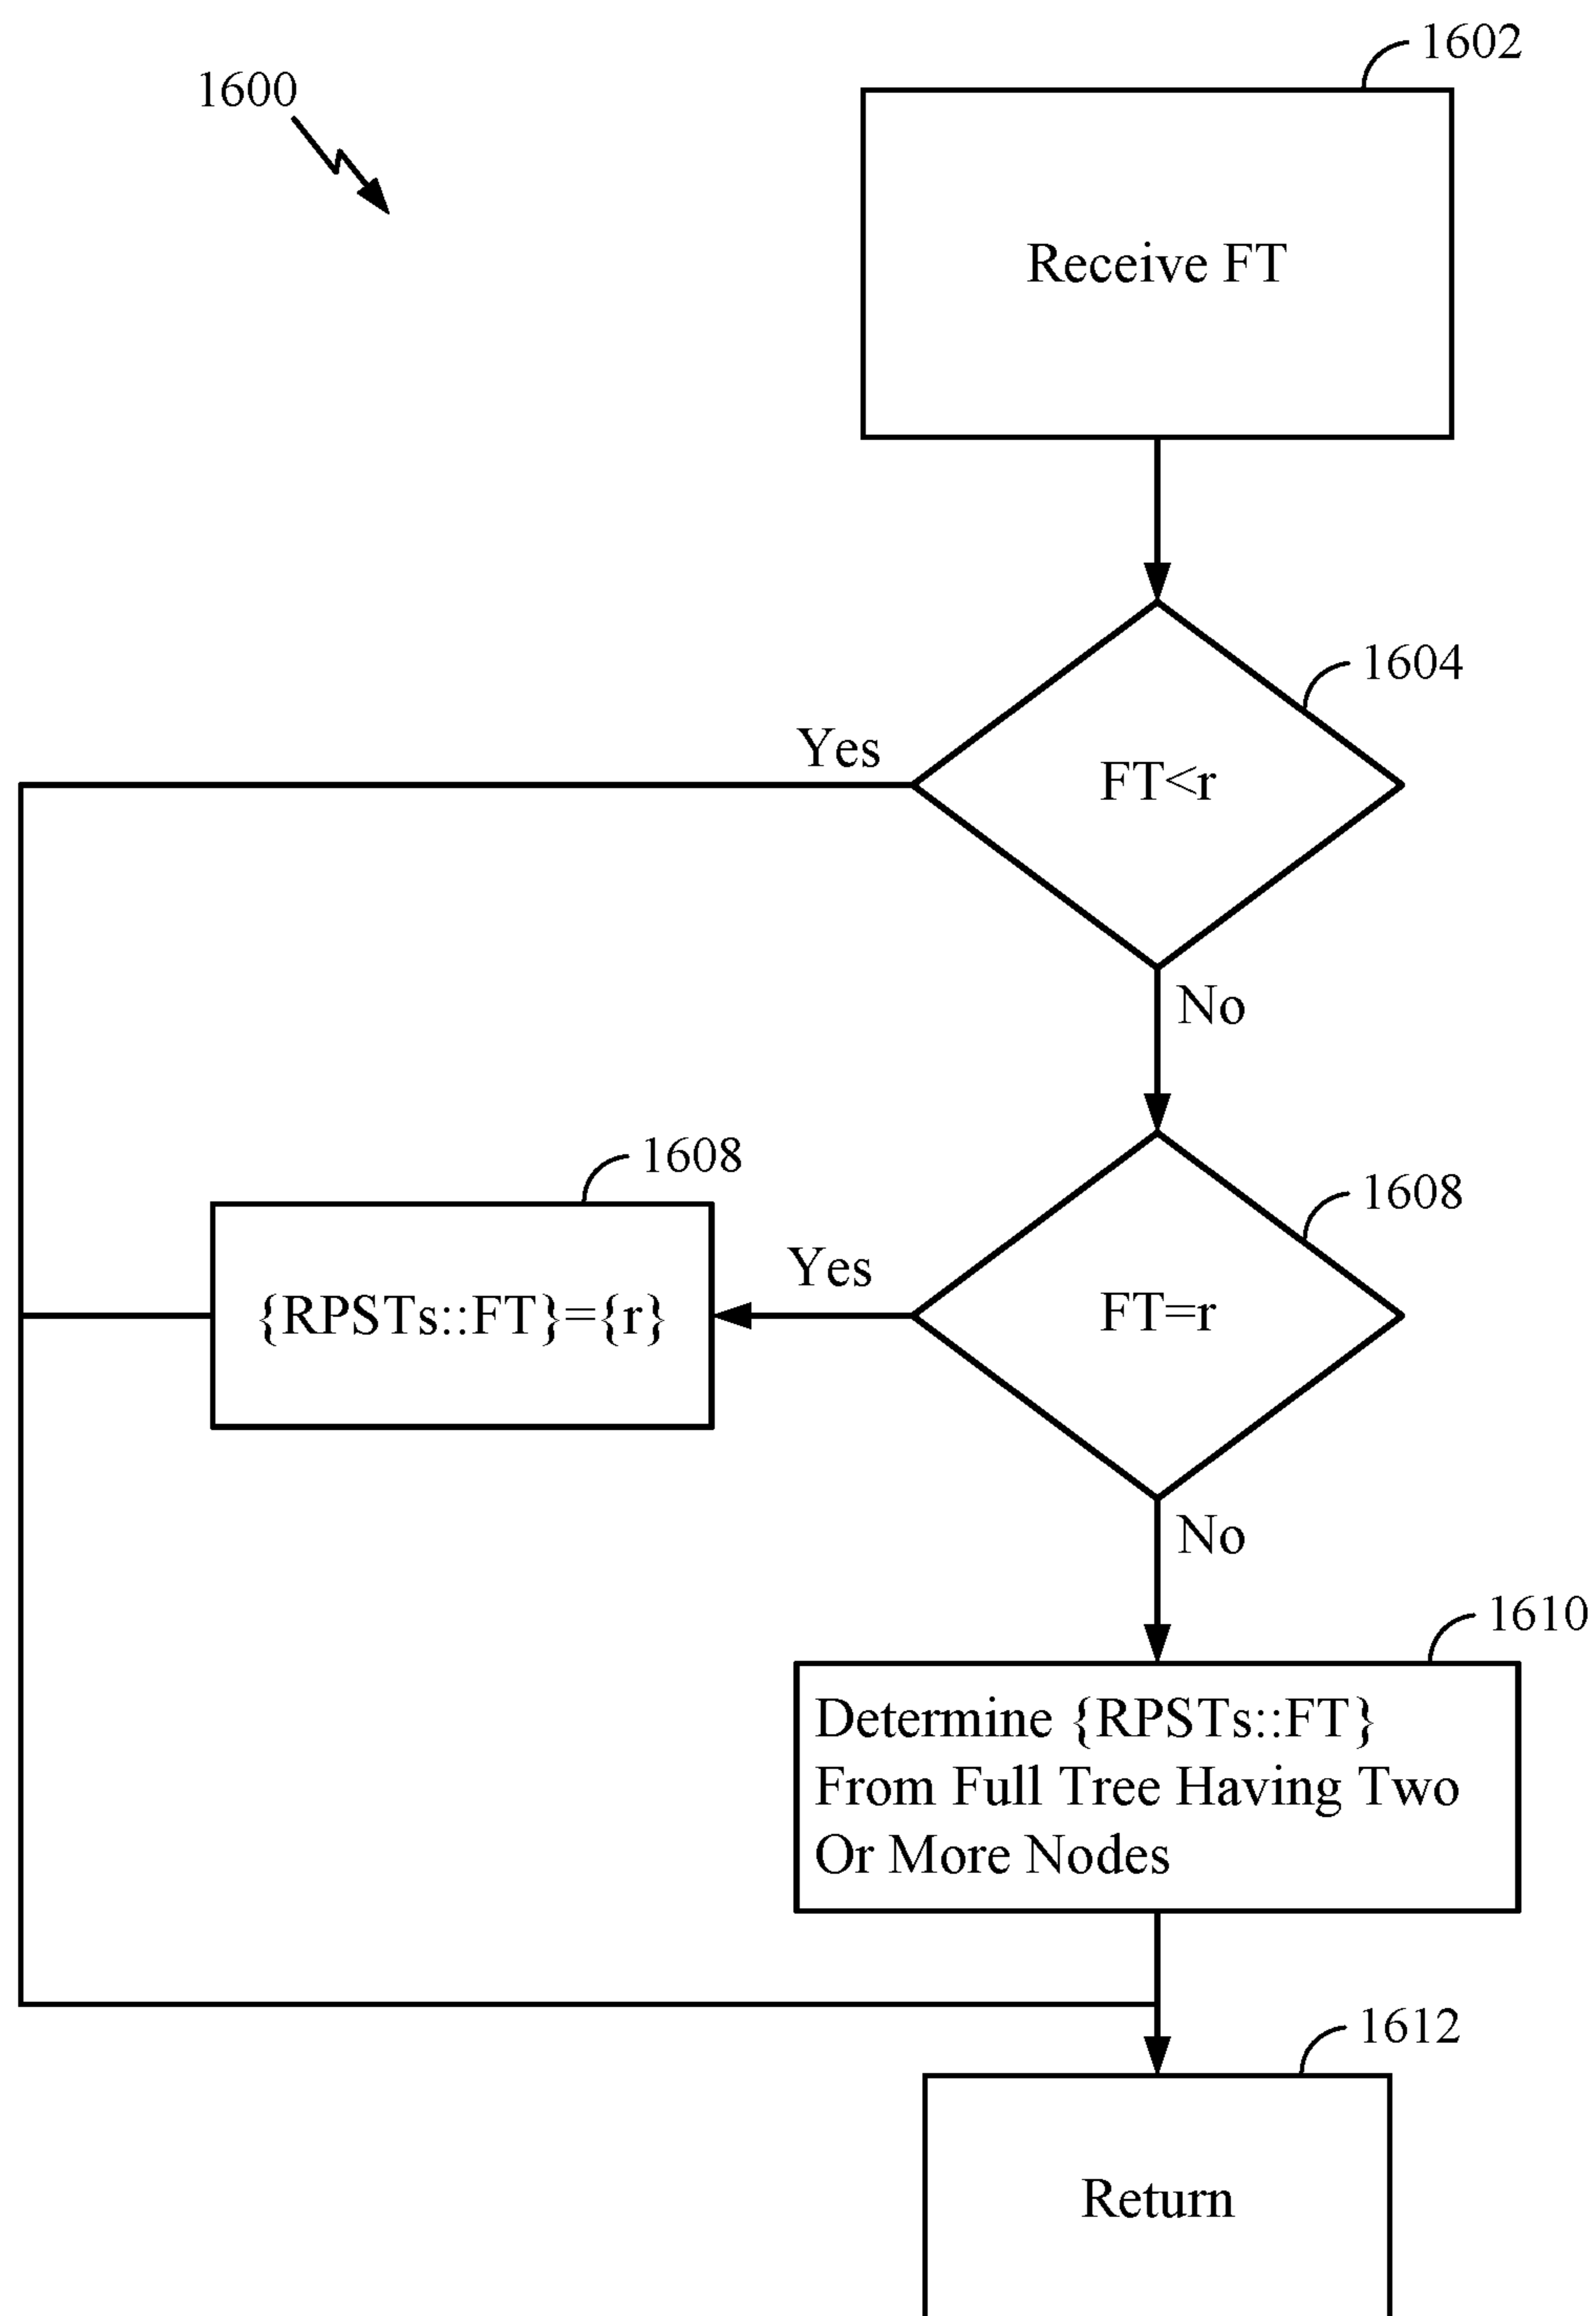 1600
1602
Receive FT
1604
Yes
FT<r
No
1608
1608
{RPSTs::FT}={r}
Yes
FT=r
No
1610
Determine {RPSTs::FT}
From Full Tree Having Two
Or More Nodes
1612
Return